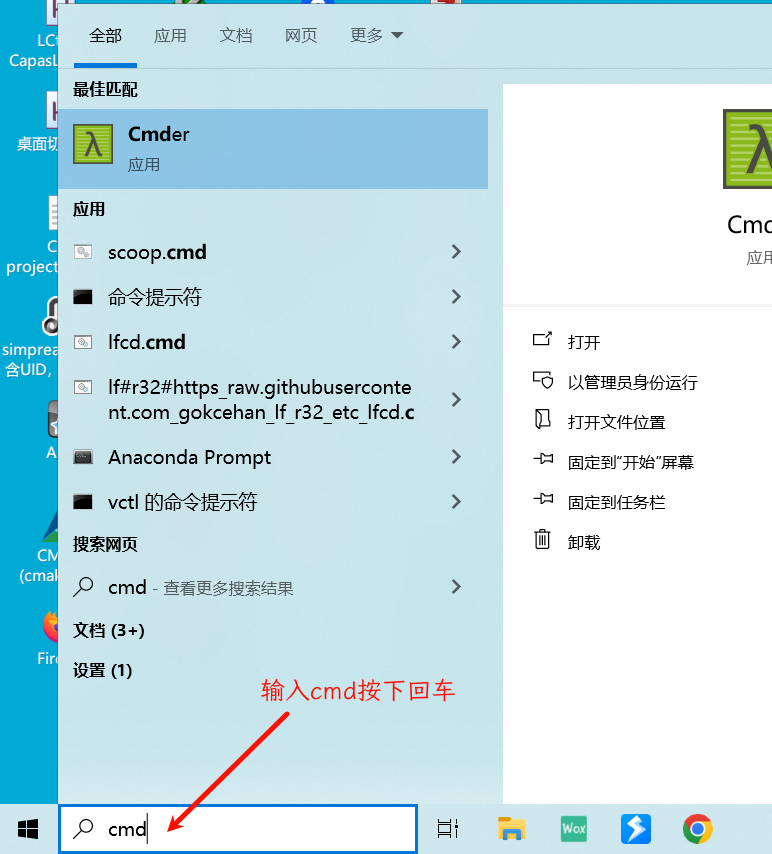 全部 应用 文档 网页 更多
最佳匹配
Cmder
应用
应用
scoop.cmd
命令提示符
lfcd.cmd
lf#r32#https_raw.githubuserconte
nt.com_gokcehan_lf_r32_etc_lfcd.c
Anaconda Prompt
vctl 的命令提示符
搜索网页
cmd - 查看更多搜索结果
文档 (3+)
设置 (1)
输入cmd按下回车
cmd
Cmd
应用
打开
以管理员身份运行
打开文件位置
固定到“开始”屏幕
固定到任务栏
卸载
LC
CapasL
桌面切
C
project
simprea
含UID,
A
CM
(cmak
Fire
Wox